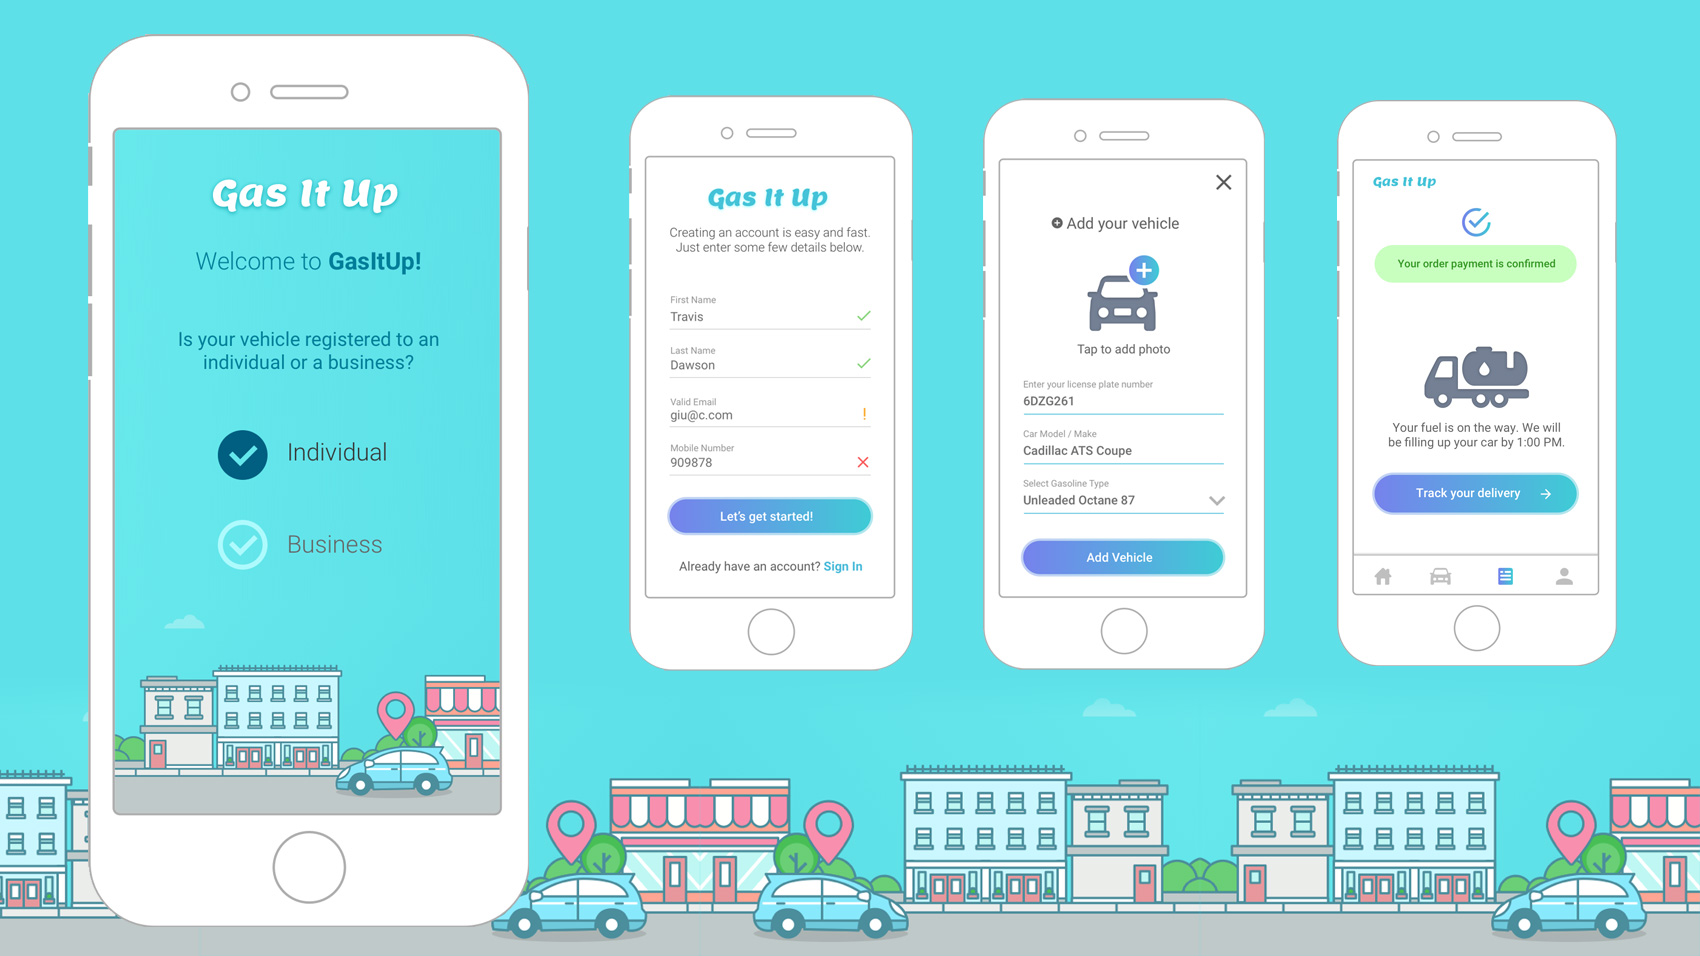 Gas It Up
Welcome to GasItUp!
Is your vehicle registered to an
individual or a business?
Individual
Business
Gas It Up
Creating an account is easy and fast.
Just enter some few details below.
First Name
Travis
Last Name
Dawson
Valid Email
giu@c.com
!
Mobile Number
909878
Let's get started!
Already have an account? Sign In
Add your vehicle
Tap to add photo
Enter your license plate number
6DZG261
Car Model / Make
Cadillac ATS Coupe
Select Gasoline Type
Unleaded Octane 87
Add Vehicle
Gas It Up
Your order payment is confirmed
Your fuel is on the way. We will
be filling up your car by 1:00 PM.
Track your delivery